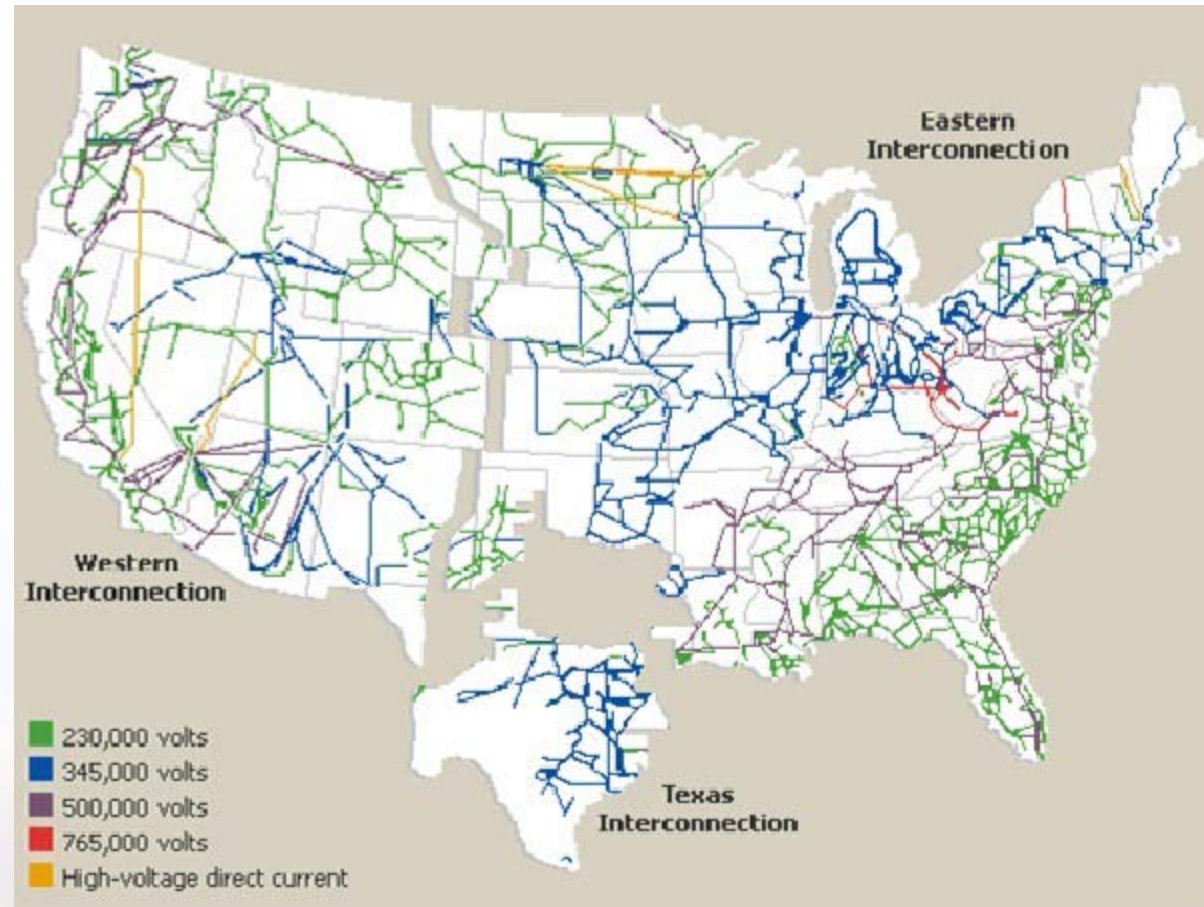 Eastern
Interconnection
Western
Interconnection
Texas
Interconnection
230,000 volts
345,000 volts
500,000 volts
765,000 volts
High-voltage direct current